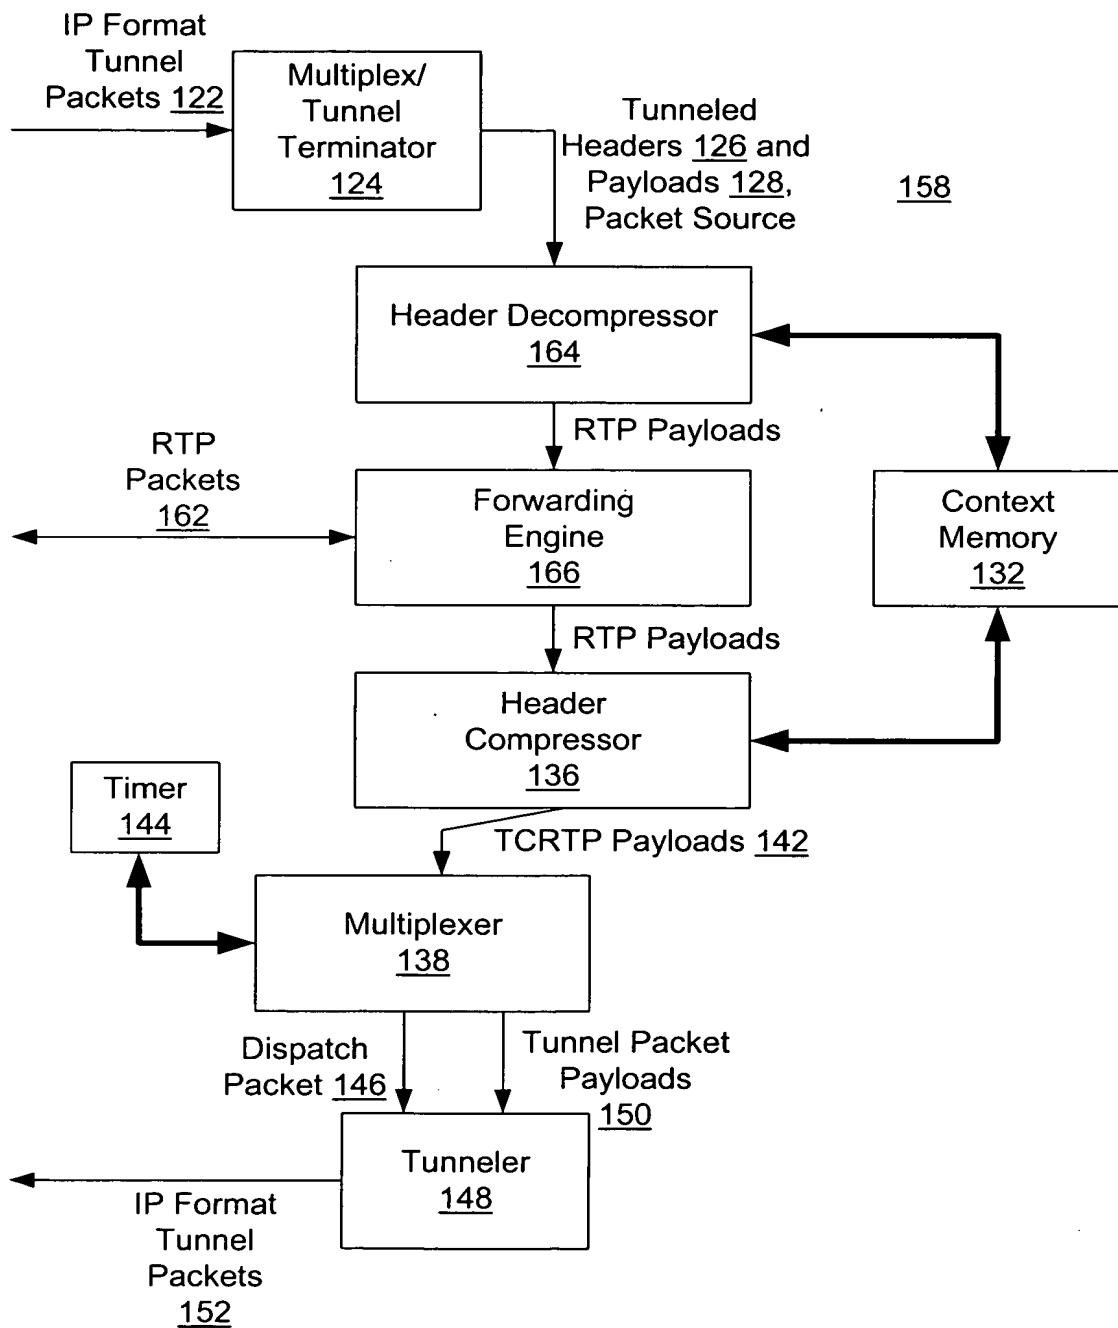 IP Format
Tunnel
Packets 122
Multiplex/
Tunnel
Terminator
124
Tunneled
Headers 126 and
Payloads 128,
Packet Source
158
Header Decompressor
164
RTP Payloads
RTP
Packets
162
Forwarding
Engine
166
Context
Memory
132
RTP Payloads
Header
Compressor
136
Timer
144
TCRTP Payloads 142
Multiplexer
138
Dispatch
Packet 146
Tunnel Packet
Payloads
150
Tunneler
148
IP Format
Tunnel
Packets
152